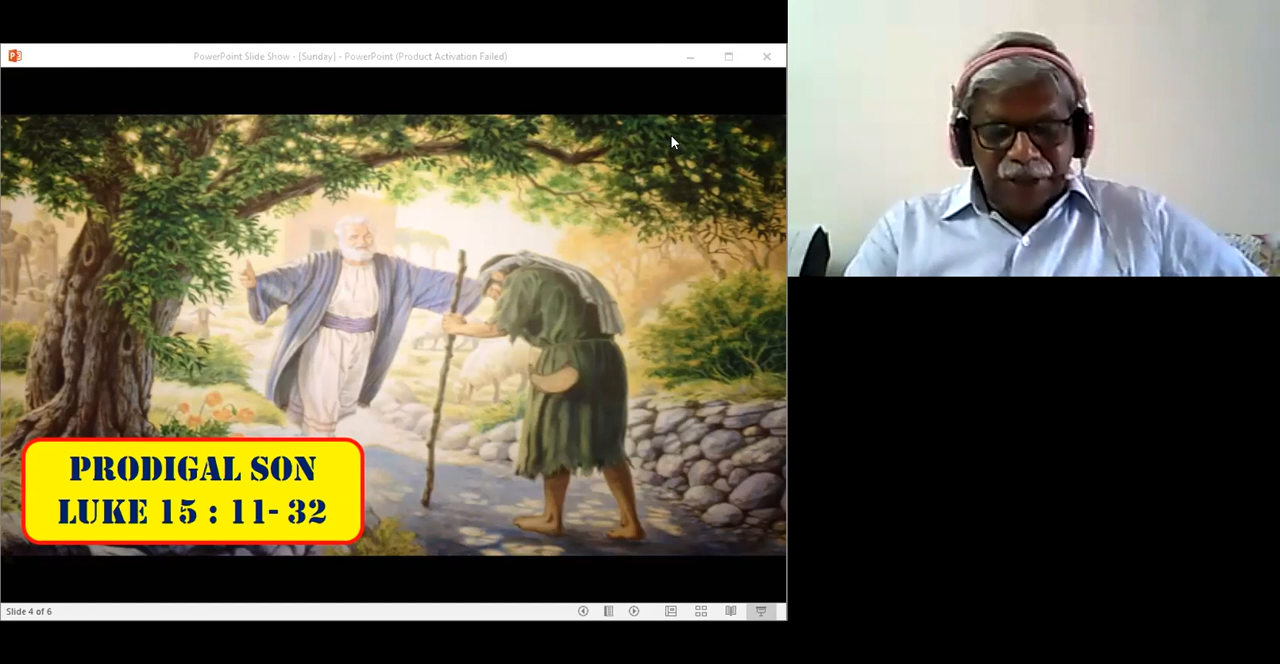 PowerPoint Slide Show - [Sunday] - PowerPoint (Product Activation Failed)
PRODIGAL SON
LUKE 15 : 11- 32
Slide 4 of 6